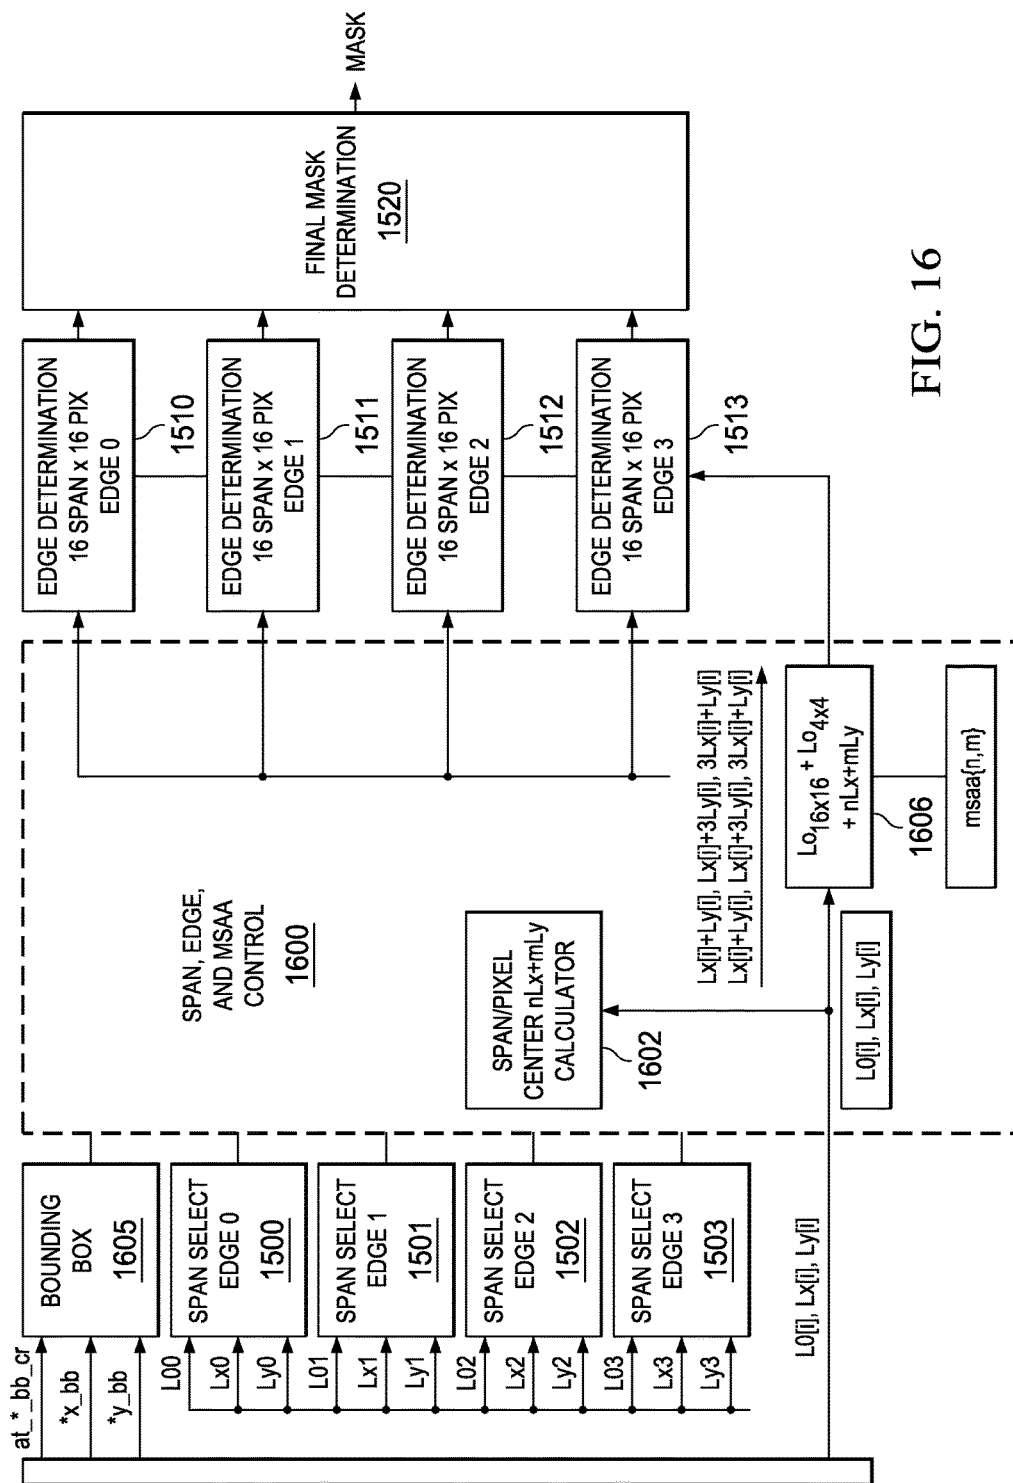 at_*_bb_cr
*x_bb
*y_bb
BOUNDING
BOX
1605
L00
Lx0
Ly0
SPAN SELECT
EDGE 0
1500
L01
Lx1
Ly1
SPAN SELECT
EDGE 1
1501
L02
Lx2
Ly2
SPAN SELECT
EDGE 2
1502
L03
Lx3
Ly3
SPAN SELECT
EDGE 3
1503
L0[i], Lx[i], Ly[i]
SPAN, EDGE,
AND MSAA
CONTROL
1600
SPAN/PIXEL
CENTER nLx+mLy
CALCULATOR
1602
Lx[i]+Ly[i], Lx[i]+3Ly[i], 3Lx[i]+Ly[i]
Lx[i]+Ly[i], Lx[i]+3Ly[i], 3Lx[i]+Ly[i]
L0[i], Lx[i], Ly[i]
Lo16x16 + Lo4x4
+ nLx+mLy
1606
msaa{n,m}
EDGE DETERMINATION
16 SPAN x 16 PIX
EDGE 0
1510
EDGE DETERMINATION
16 SPAN x 16 PIX
EDGE 1
1511
EDGE DETERMINATION
16 SPAN x 16 PIX
EDGE 2
1512
EDGE DETERMINATION
16 SPAN x 16 PIX
EDGE 3
1513
FINAL MASK
DETERMINATION
1520
MASK
FIG. 16